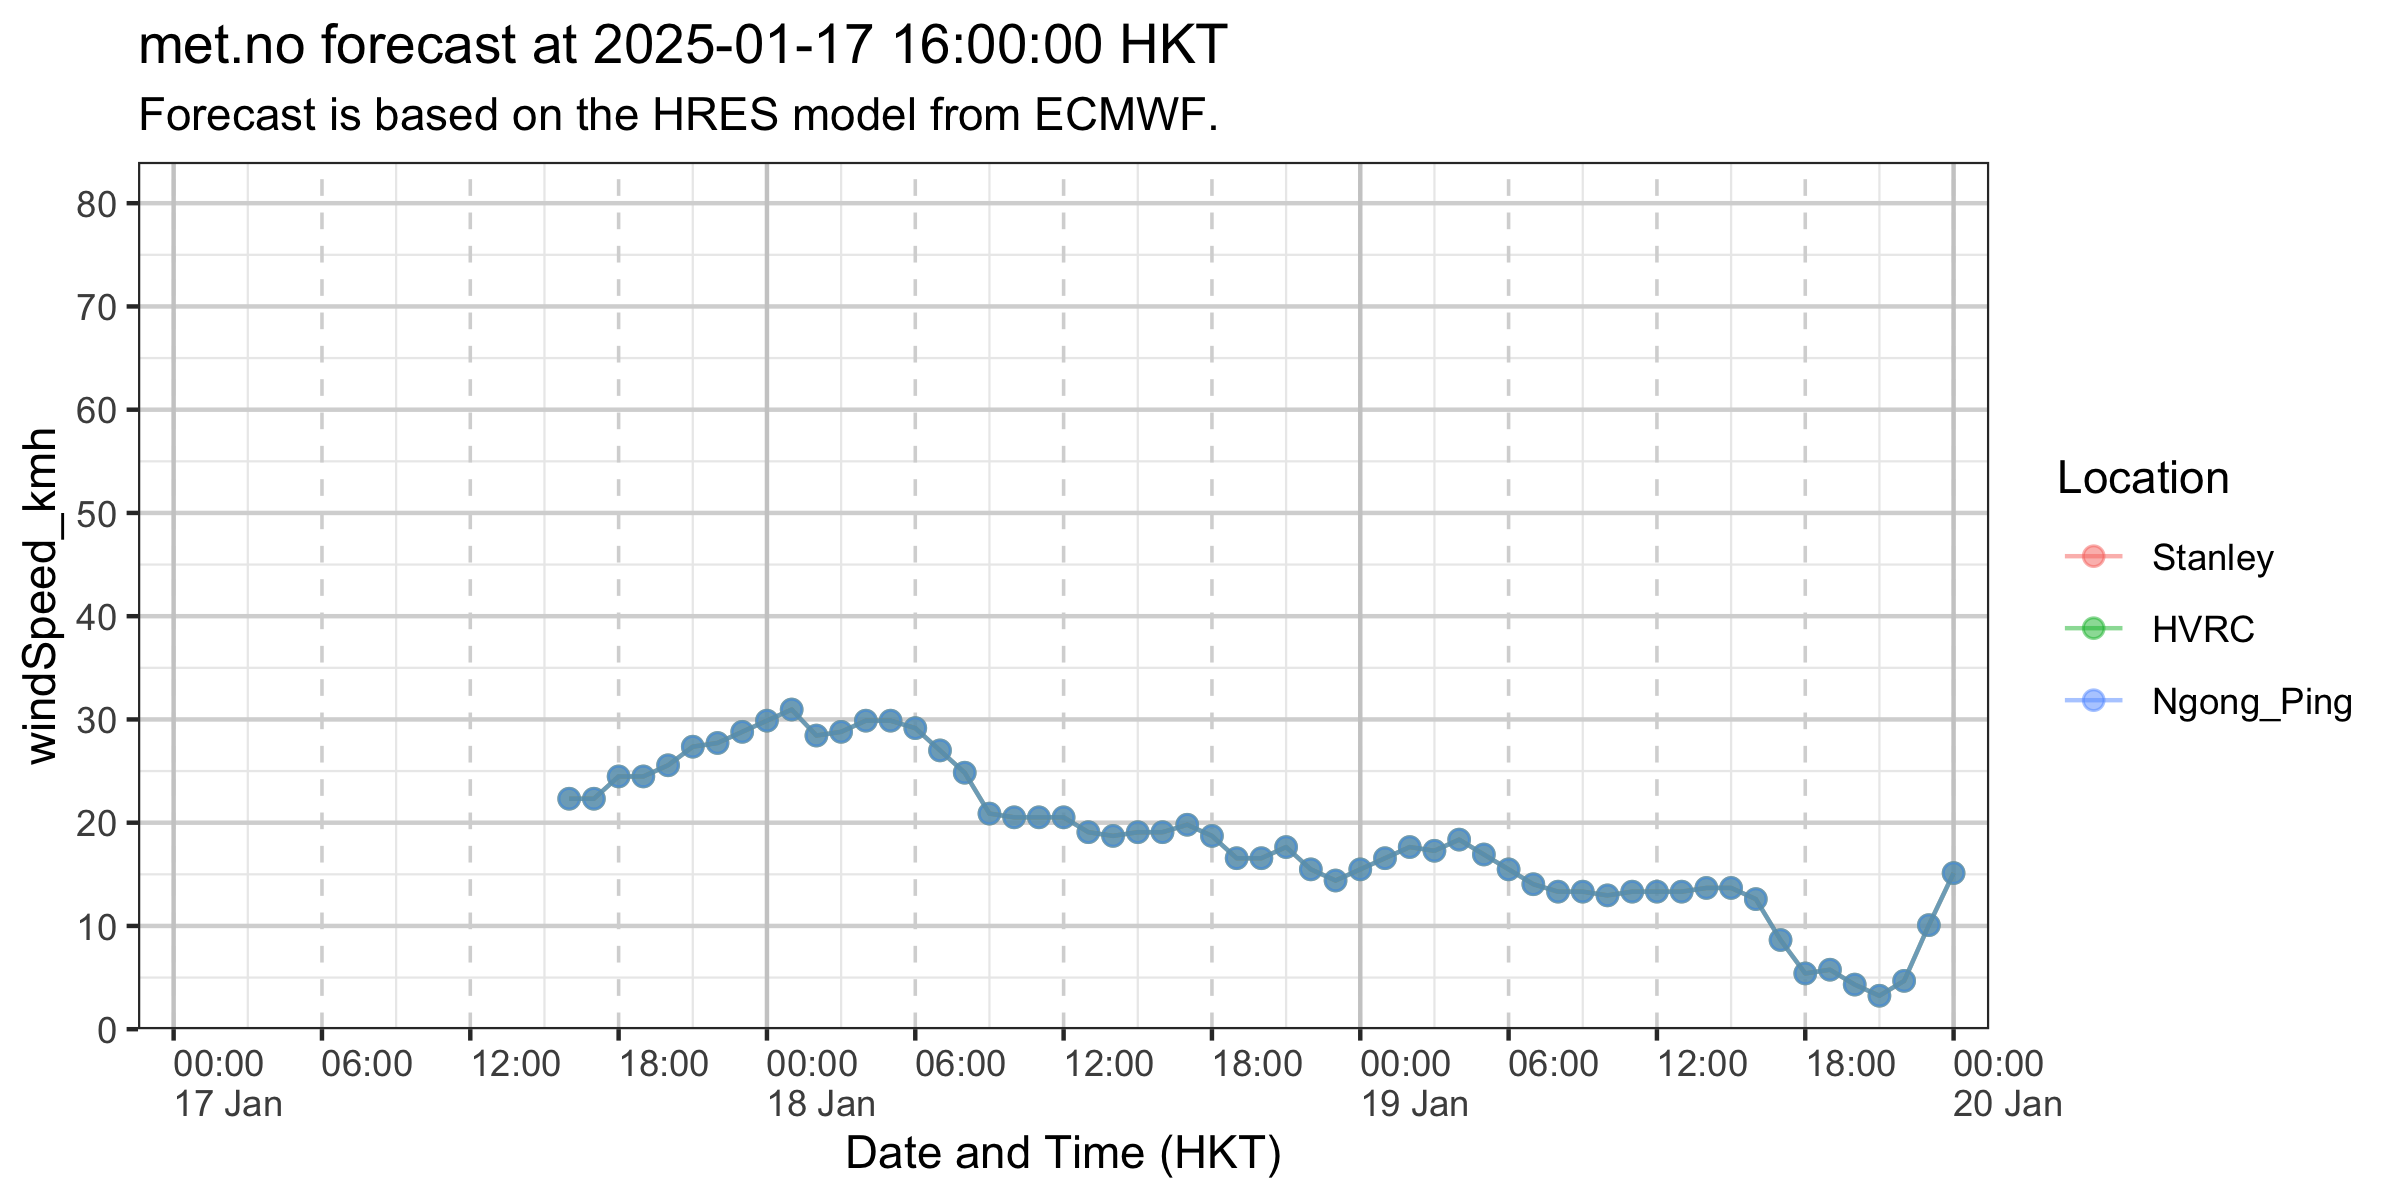 met.no forecast at 2025-01-17 16:00:00 HKT
Forecast is based on the HRES model from ECMWF.
windSpeed_kmh
80
70
60
50
40
30
20
10
0
00:00 06:00 12:00 18:00 00:00 06:00 12:00 18:00 00:00 06:00 12:00 18:00 00:00
17 Jan 18 Jan 19 Jan 20 Jan
Date and Time (HKT)
Location
Stanley
HVRC
Ngong_Ping